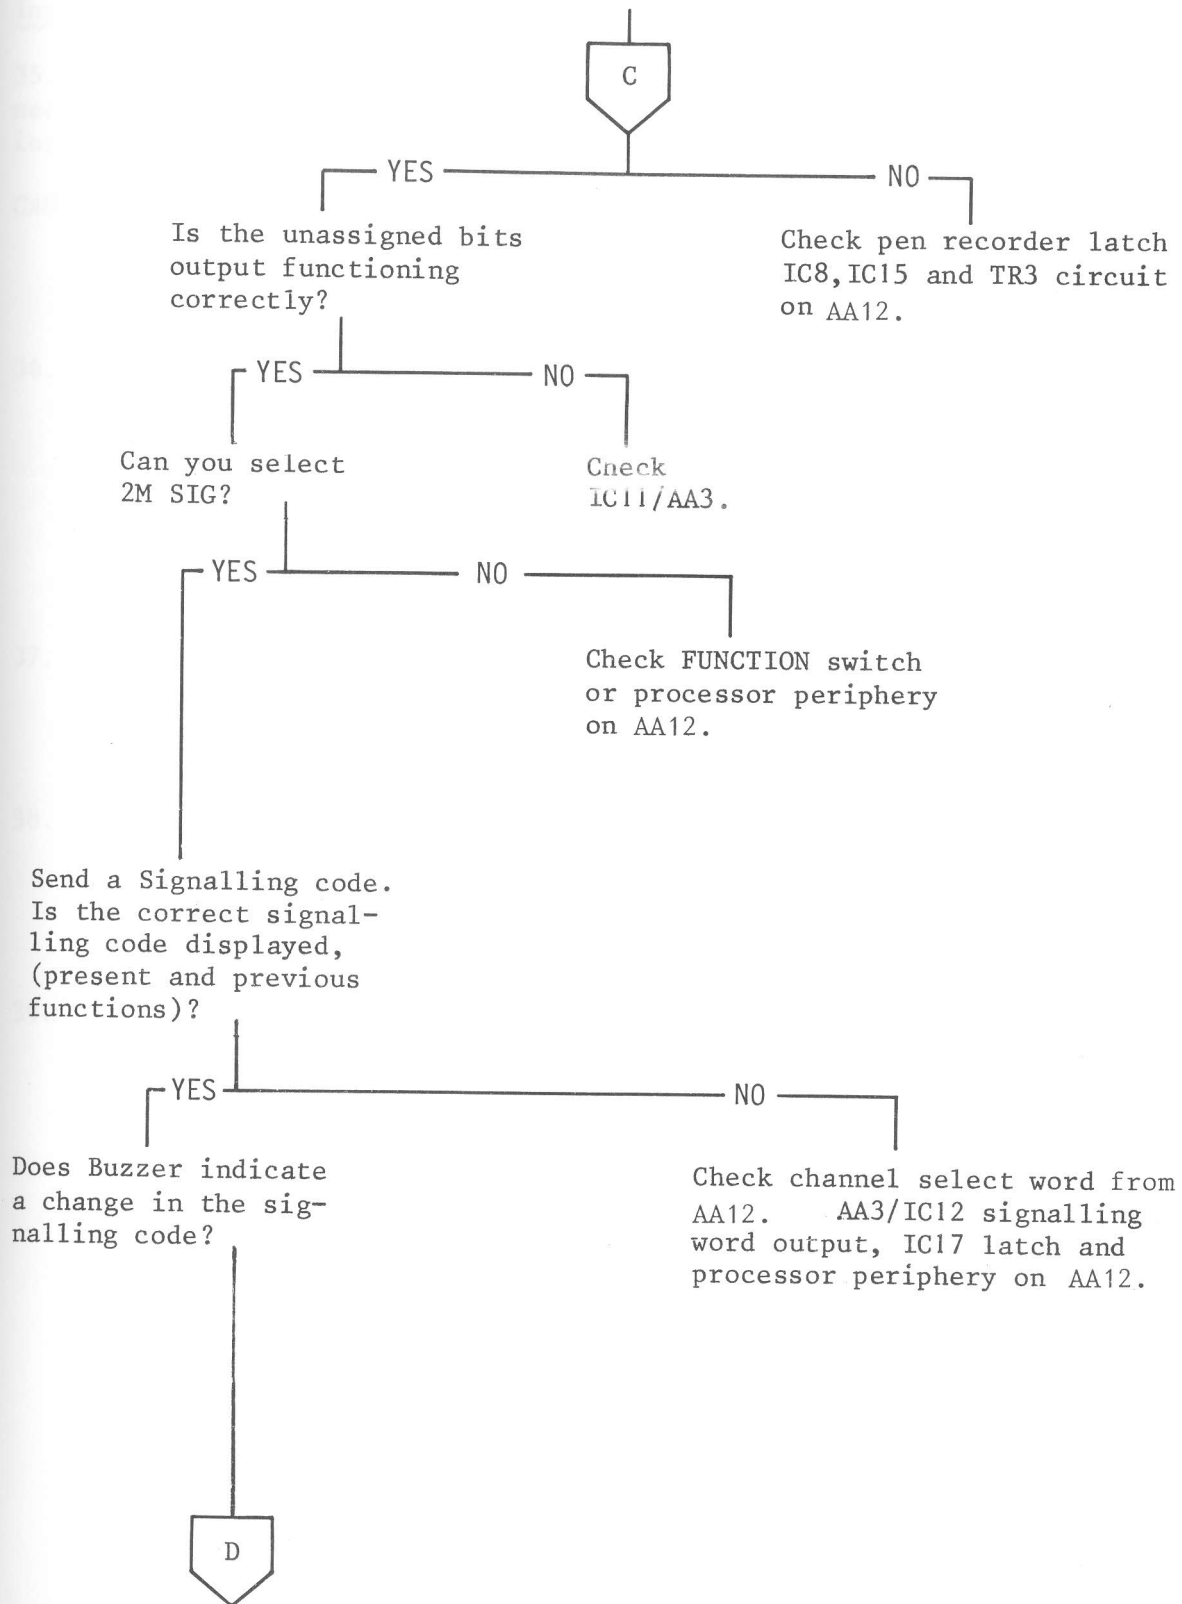 C
YES
NO
Is the unassigned bits
output functioning
correctly?
Check pen recorder latch
IC8, IC15 and TR3 circuit
on AA12.
YES
NO
Can you select
2M SIG?
Check
IC11/AA3.
YES
NO
Check FUNCTION switch
or processor periphery
on AA12.
Send a Signalling code.
Is the correct signal-
ling code displayed,
(present and previous
functions)?
YES
NO
Does Buzzer indicate
a change in the sig-
nalling code?
Check channel select word from
AA12. AA3/IC12 signalling
word output, IC17 latch and
processor periphery on AA12.
D